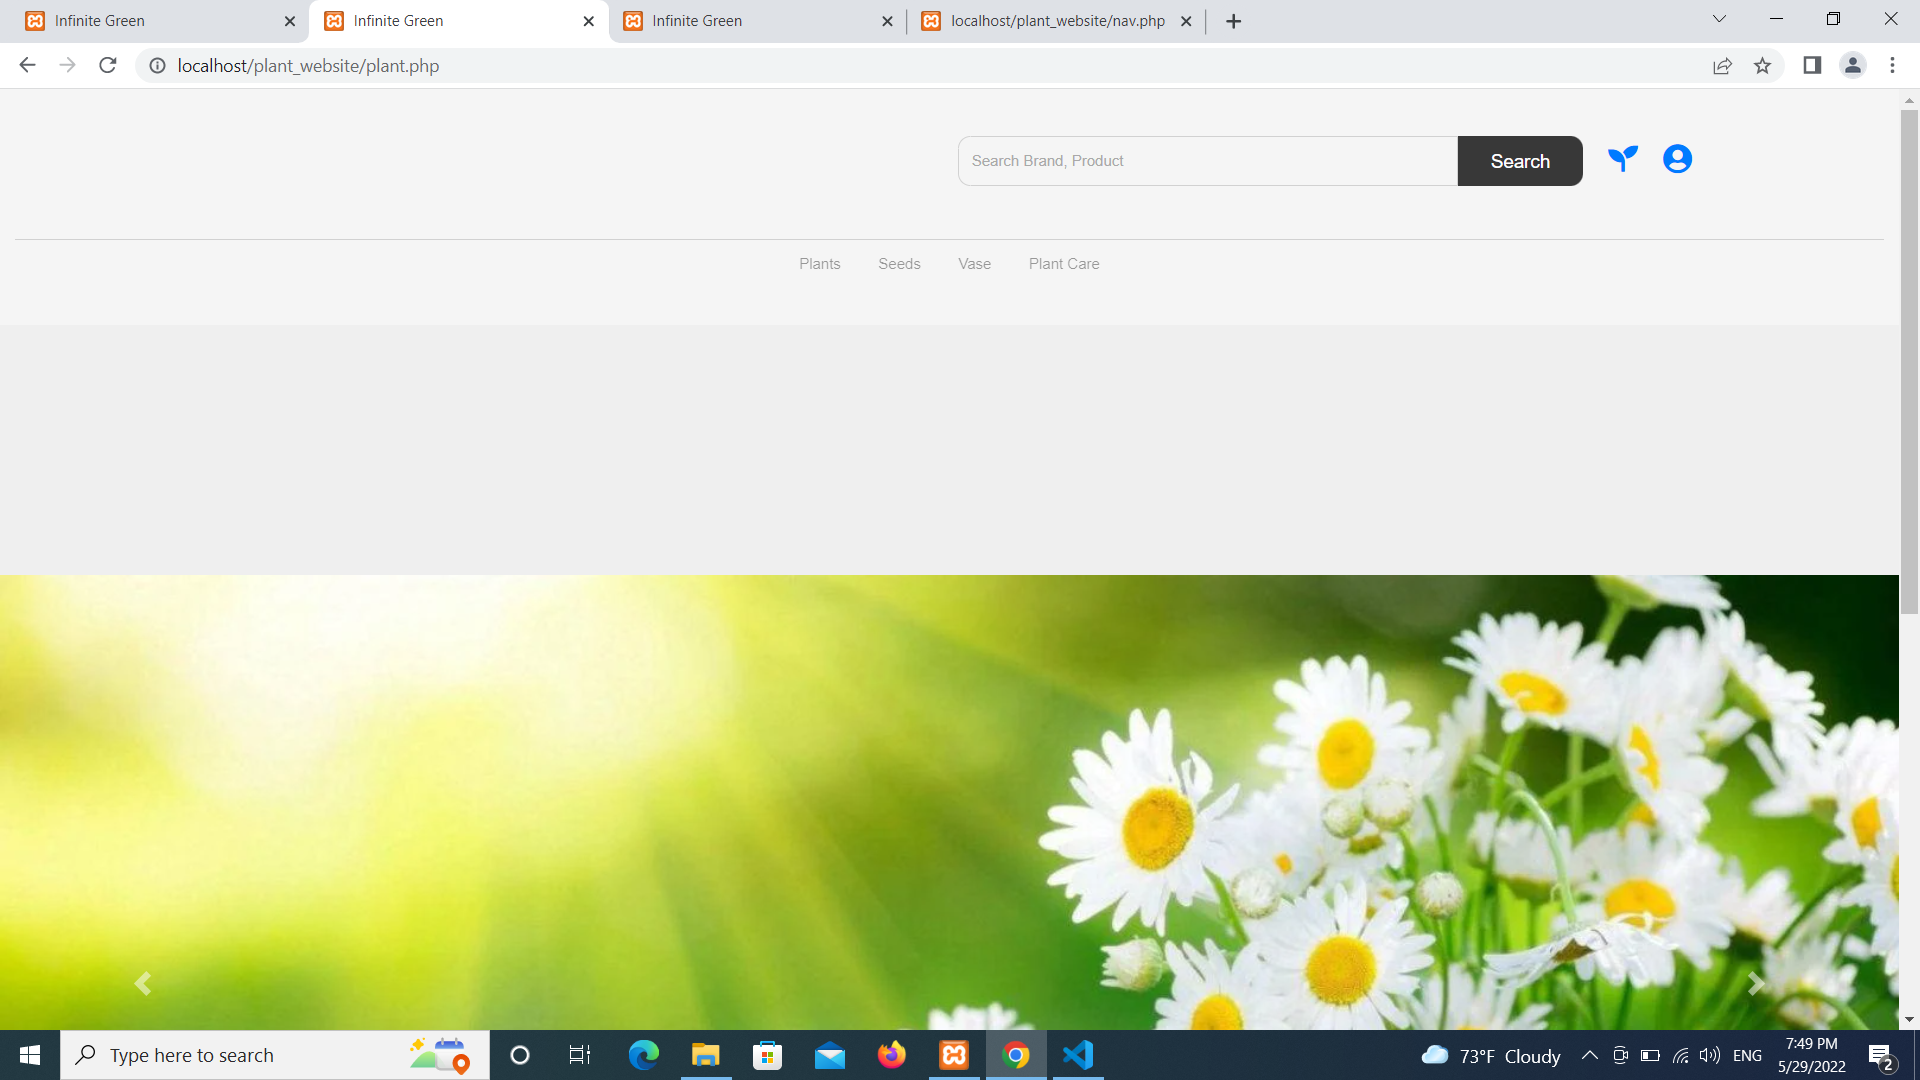 Infinite Green
Infinite Green
Infinite Green
localhost/plant_website/nav.php
localhost/plant_website/plant.php
Search Brand, Product
Search
Plants
Seeds
Vase
Plant Care
Type here to search
73°F Cloudy
ENG
7:49 PM
5/29/2022
2